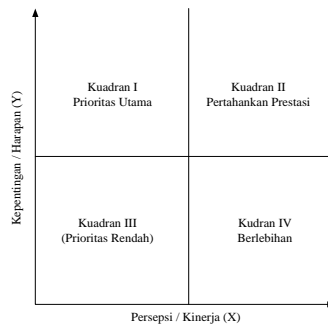 Kepentingan / Harapan (Y)
Kuadran I
Prioritas Utama
Kuadran II
Pertahankan Prestasi
Kuadran III
(Prioritas Rendah)
Kudran IV
Berlebihan
Persepsi / Kinerja (X)